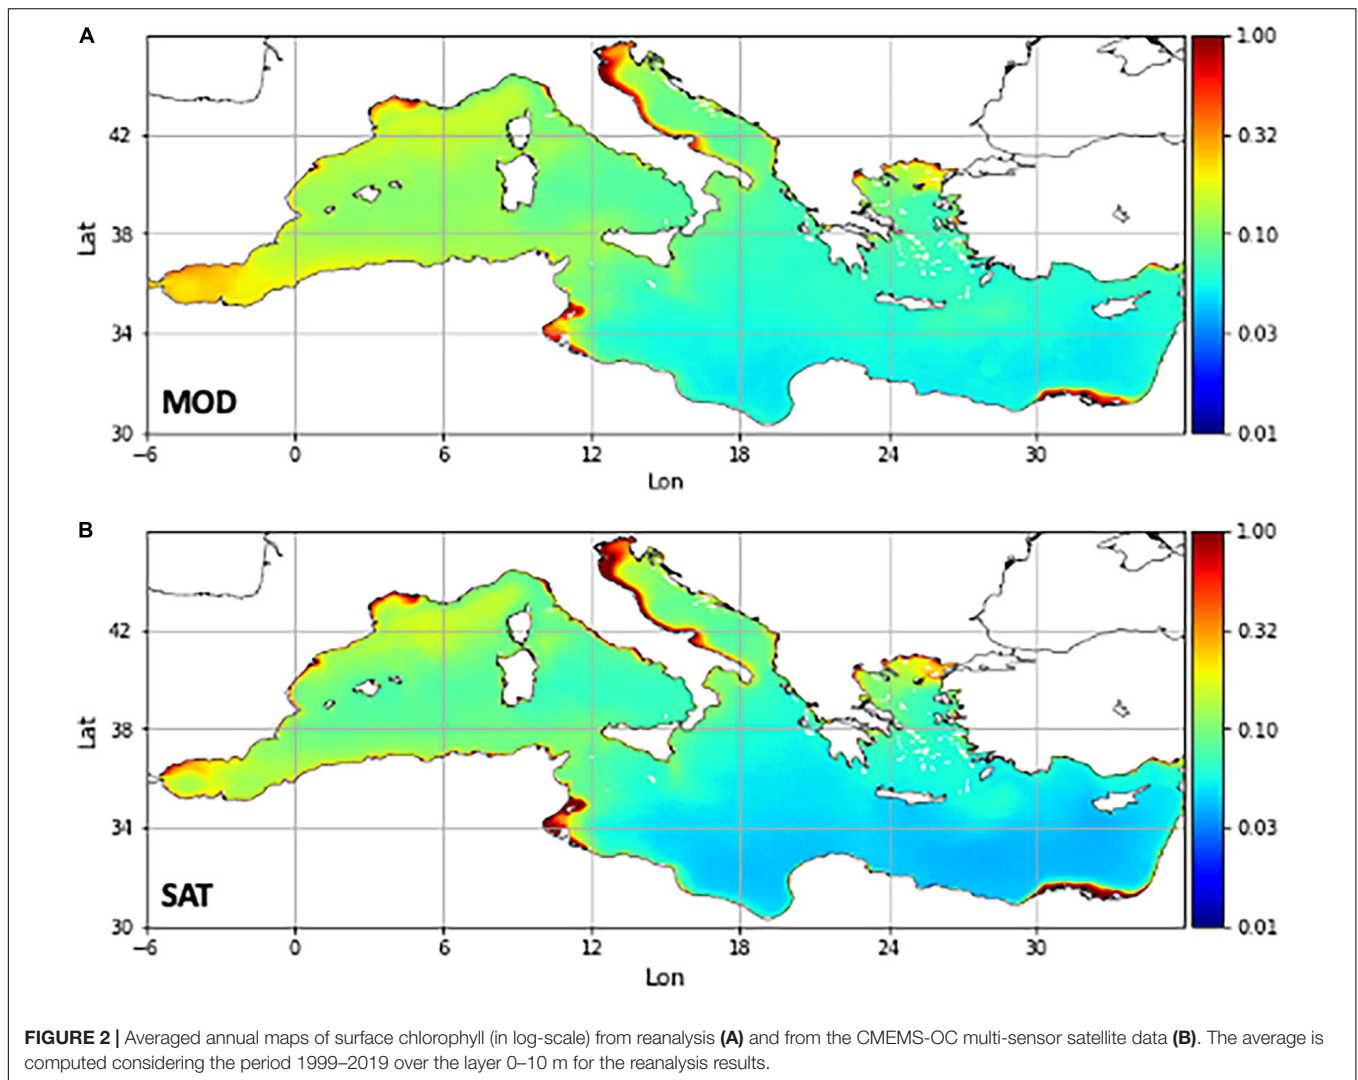 A
1.00
42
0.32
Lat
38
0.10
34
0.03
MOD
30
0.01
−6 0 6 12 18 24 30
Lon
B
1.00
42
0.32
Lat
38
0.10
34
0.03
SAT
30
0.01
−6 0 6 12 18 24 30
Lon
FIGURE 2 | Averaged annual maps of surface chlorophyll (in log-scale) from reanalysis (A) and from the CMEMS-OC multi-sensor satellite data (B). The average is
computed considering the period 1999–2019 over the layer 0–10 m for the reanalysis results.